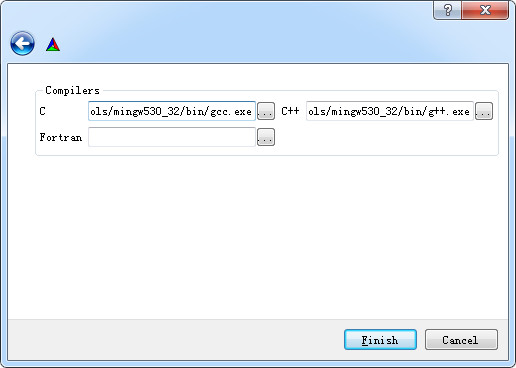 ?
Compilers
C ols/mingw530_32/bin/gcc.exe ... C++ ols/mingw530_32/bin/g++.exe ...
Fortran ...
Finish Cancel